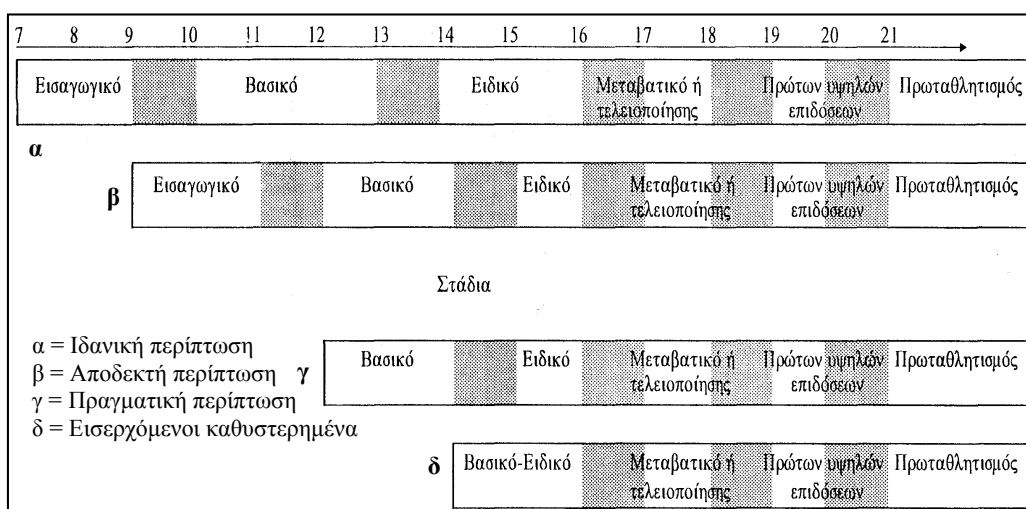 7 8 9 10 11 12 13 14 15 16 17 18 19 20 21
Εισαγωγικό Βασικό Ειδικό Μεταβατικό ή Πρώτων υψηλών Πρωταθλητισμός
τελειοποίησης επιδόσεων
α
β Εισαγωγικό Βασικό Ειδικό Μεταβατικό ή Πρώτων υψηλών Πρωταθλητισμός
τελειοποίησης επιδόσεων
Στάδια
α = Ιδανική περίπτωση
β = Αποδεκτή περίπτωση
γ = Πραγματική περίπτωση
δ = Εισερχόμενοι καθυστερημένα
γ Βασικό Ειδικό Μεταβατικό ή Πρώτων υψηλών Πρωταθλητισμός
τελειοποίησης επιδόσεων
δ Βασικό-Ειδικό Μεταβατικό ή Πρώτων υψηλών Πρωταθλητισμός
τελειοποίησης επιδόσεων